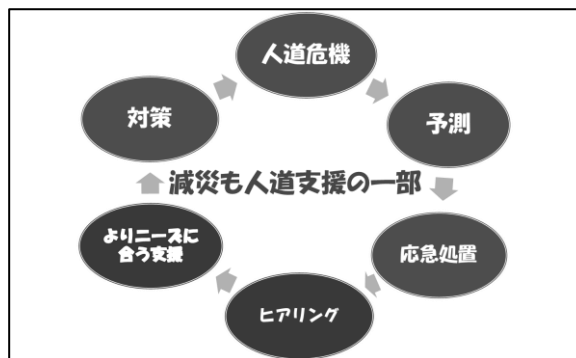 人道危機
対策
予測
減災も人道支援の一部
よりニーズに
合う支援
応急処置
ヒアリング